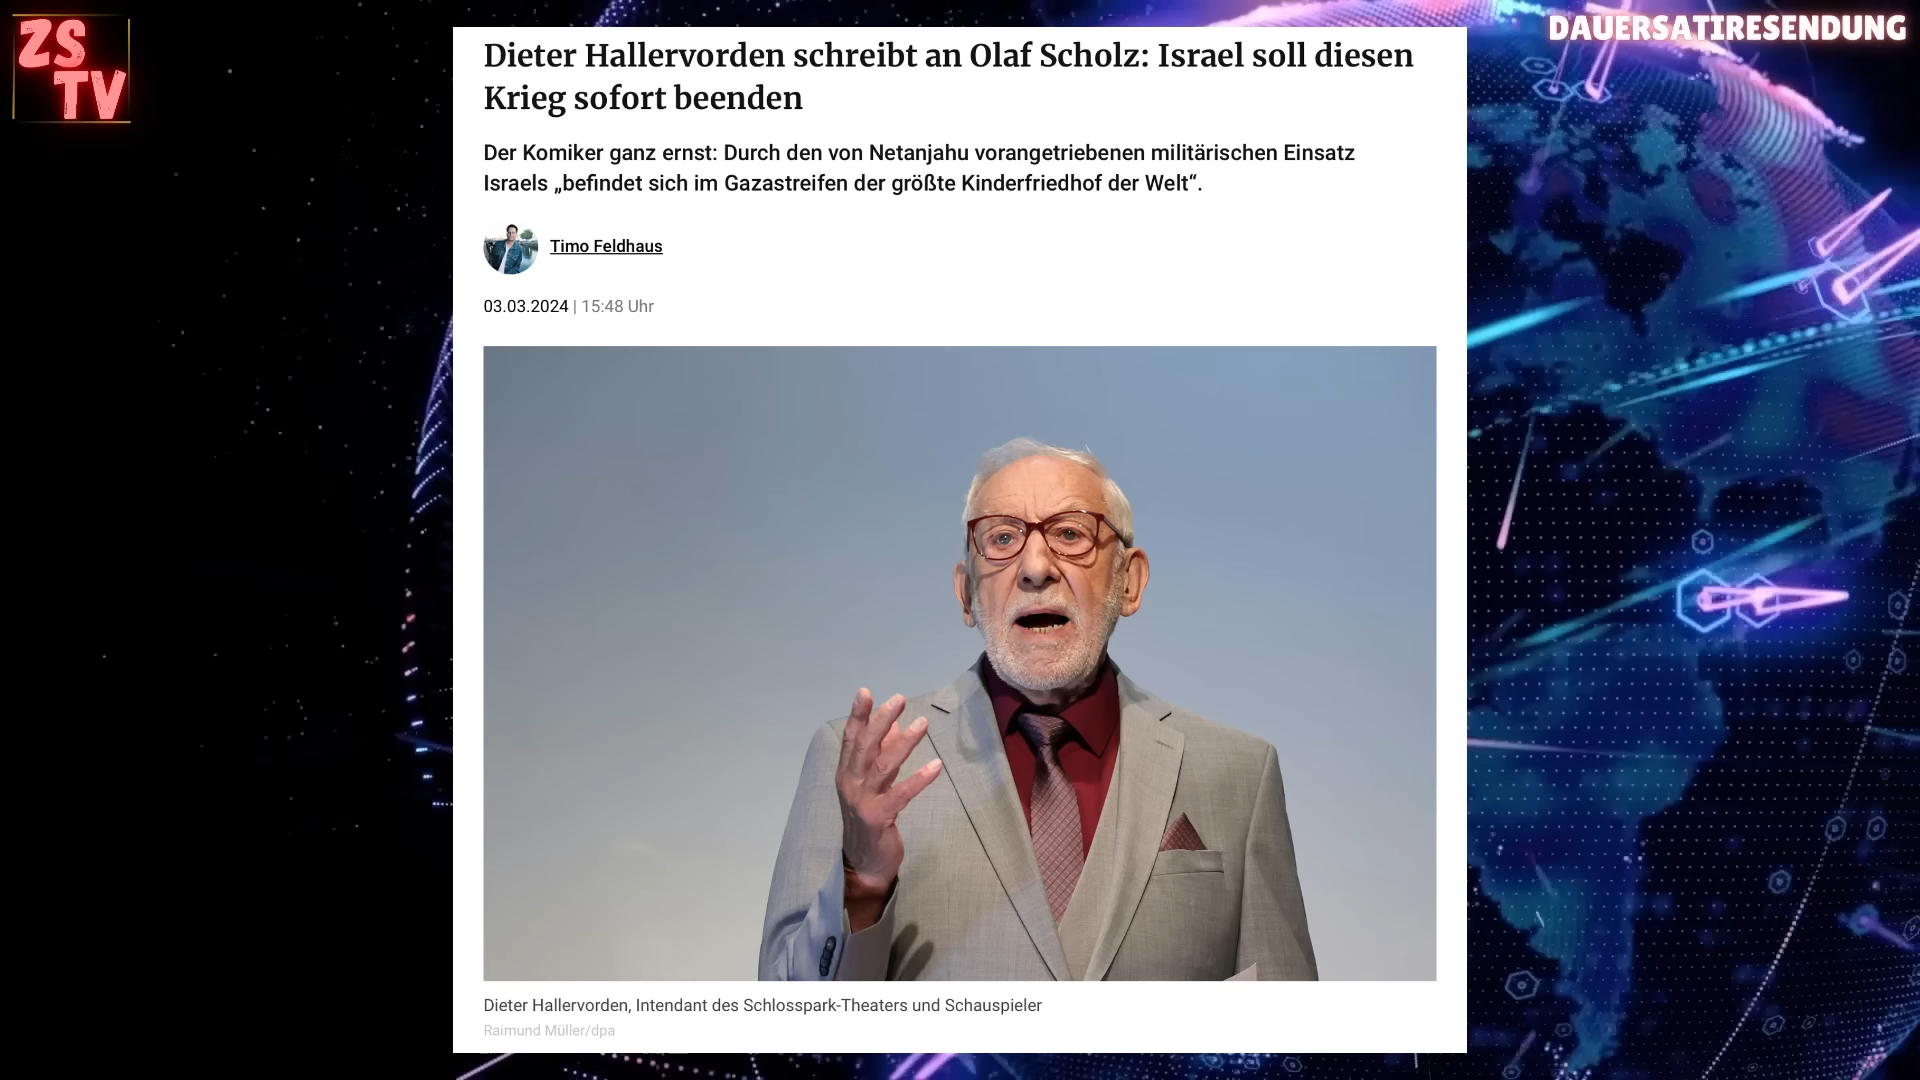 ZS
TV
DAUERSATIRESENDUNG
Dieter Hallervorden schreibt an Olaf Scholz: Israel soll diesen
Krieg sofort beenden
Der Komiker ganz ernst: Durch den von Netanjahu vorangetriebenen militärischen Einsatz
Israels „befindet sich im Gazastreifen der größte Kinderfriedhof der Welt“.
Timo Feldhaus
03.03.2024 | 15:48 Uhr
Dieter Hallervorden, Intendant des Schlosspark-Theaters und Schauspieler
Raimund Müller/dpa